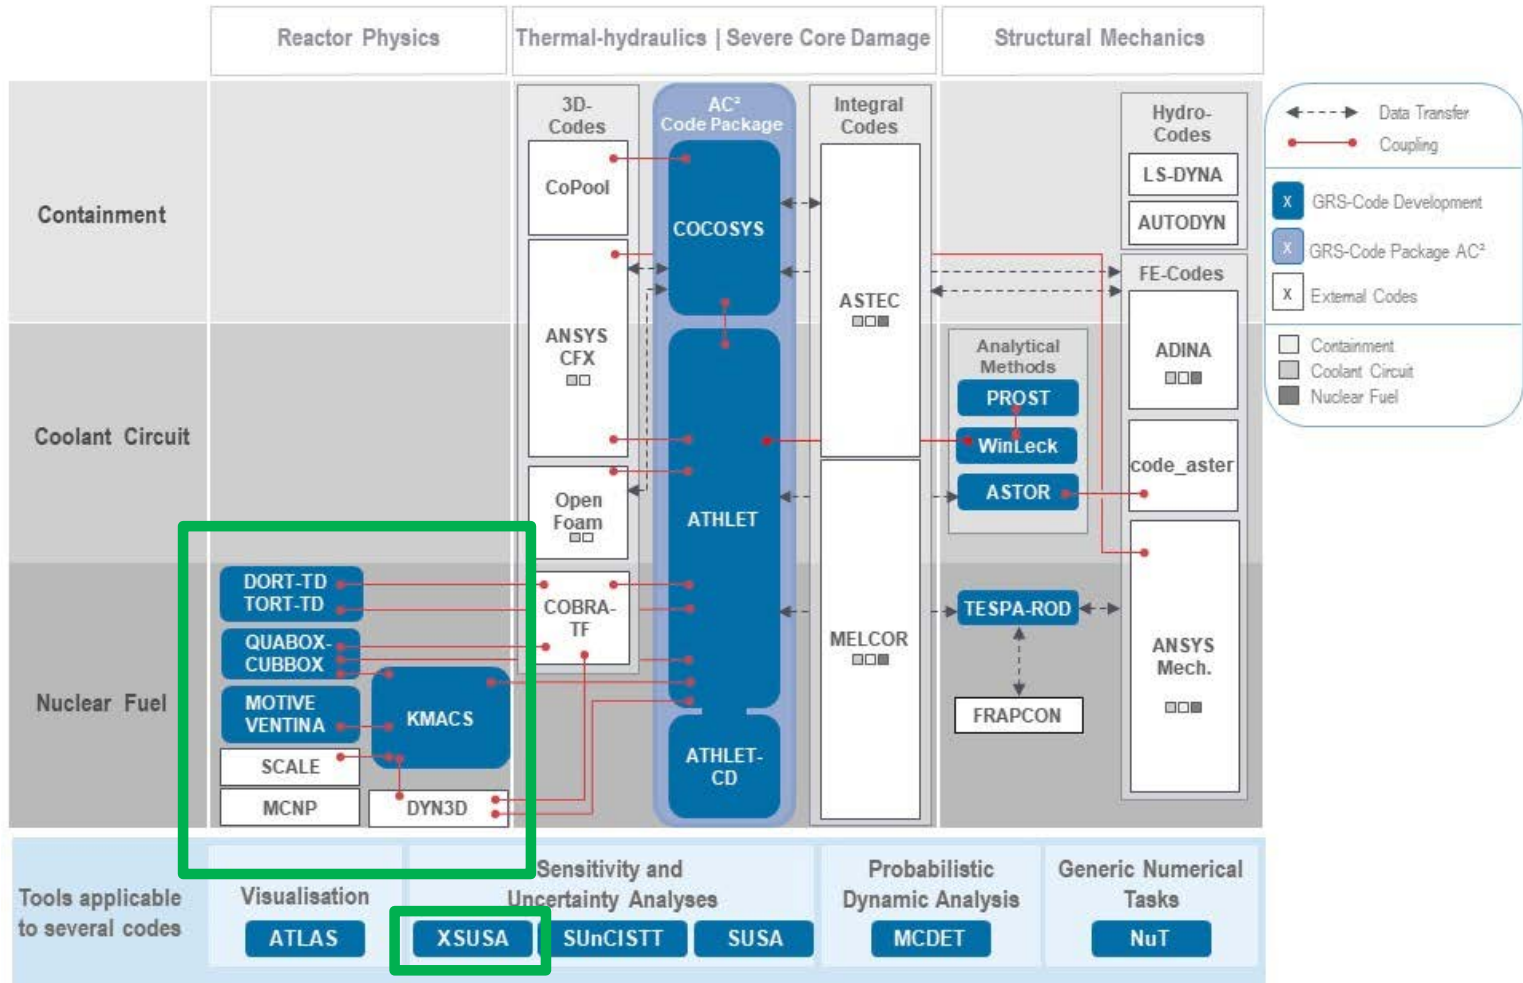 Reactor Physics
Thermal-hydraulics | Severe Core Damage
Structural Mechanics
Containment
Coolant Circuit
Nuclear Fuel
3D-
Codes
CoPool
ANSYS
CFX
Open
Foam
COBRA-
TF
AC²
Code Package
COCOSYS
ATHLET
ATHLET-
CD
Integral
Codes
ASTEC
MELCOR
Hydro-
Codes
LS-DYNA
AUTODYN
FE-Codes
ADINA
code_aster
ANSYS
Mech.
Analytical
Methods
PROST
WinLeck
ASTOR
TESPA-ROD
FRAPCON
DORT-TD
TORT-TD
QUABOX-
CUBBOX
MOTIVE
VENTINA
KMACS
SCALE
MCNP
DYN3D
Data Transfer
Coupling
X GRS-Code Development
X GRS-Code Package AC²
X External Codes
Containment
Coolant Circuit
Nuclear Fuel
Tools applicable
to several codes
Visualisation
ATLAS
Sensitivity and
Uncertainty Analyses
XSUSA
SUnCISTT
SUSA
Probabilistic
Dynamic Analysis
MCDET
Generic Numerical
Tasks
NuT